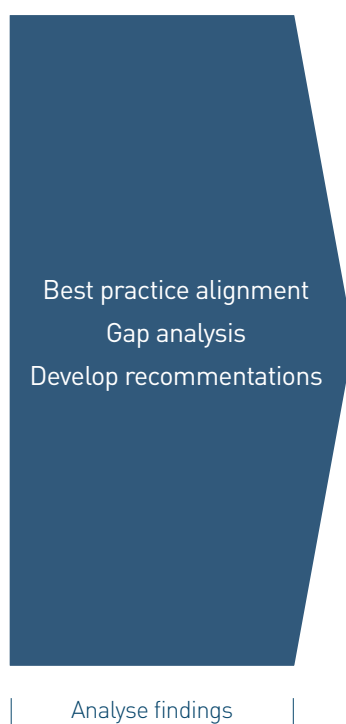 Best practice alignment
Gap analysis
Develop recommentations
Analyse findings